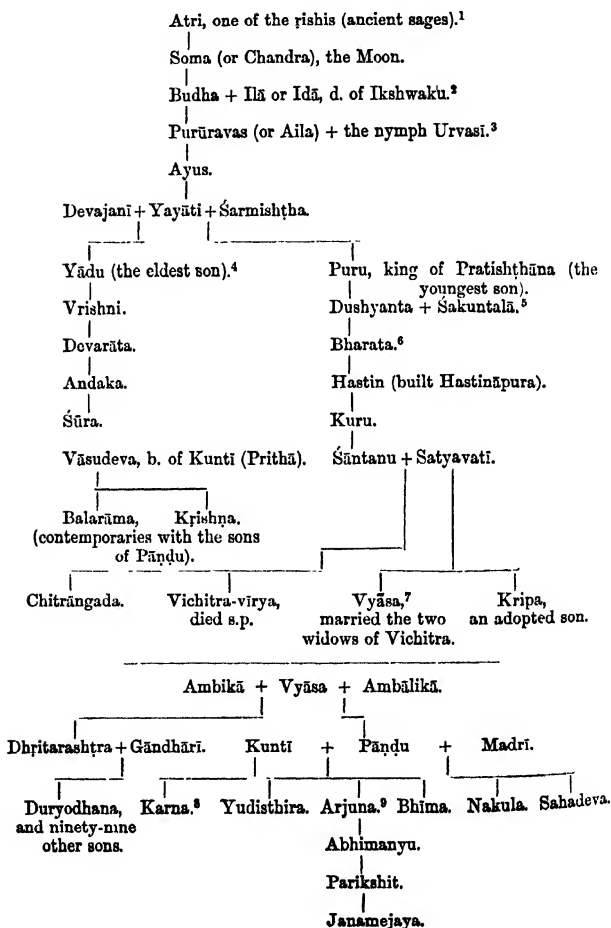 Atri, one of the ṛishis (ancient sages).¹
Soma (or Chandra), the Moon.
Budha + Ilā or Idā, d. of Ikshwaku.²
Purūravas (or Aila) + the nymph Urvasī.³
Ayus.
Devajanī + Yayāti + Śarmishṭha.
Yādu (the eldest son).⁴
Puru, king of Pratishṭhāna (the
youngest son).
Vrishni.
Dushyanta + Śakuntalā.⁵
Devarāta.
Bharata.⁶
Andaka.
Hastin (built Hastināpura).
Śūra.
Kuru.
Vāsudeva, b. of Kuntī (Prithā).
Śāntanu + Satyavatī.
Balarāma,
Kṛishṇa.
(contemporaries with the sons
of Pāṇḍu).
Chitrāngada.
Vichitra-vīrya,
died s.p.
Vyāsa,⁷
married the two
widows of Vichitra.
Kripa,
an adopted son.
Ambikā + Vyāsa + Ambālikā.
Dhṛitarashṭra + Gāndhārī.
Kuntī + Pāṇḍu + Madrī.
Duryodhana,
and ninety-nine
other sons.
Karna.⁸
Yudisthira.
Arjuna.⁹
Bhīma.
Nakula.
Sahadeva.
Abhimanyu.
Parikshit.
Janamejaya.